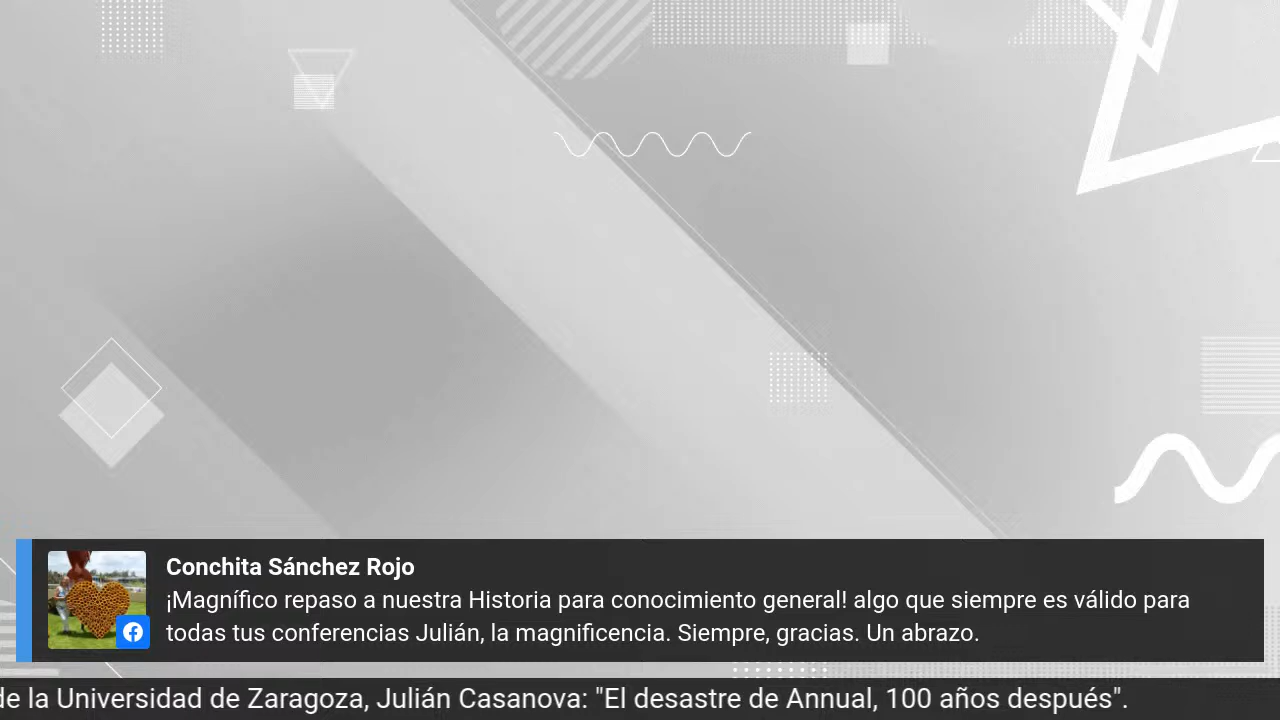 Conchita Sánchez Rojo
¡Magnífico repaso a nuestra Historia para conocimiento general! algo que siempre es válido para
todas tus conferencias Julián, la magnificencia. Siempre, gracias. Un abrazo.
de la Universidad de Zaragoza, Julián Casanova: "El desastre de Annual, 100 años después".